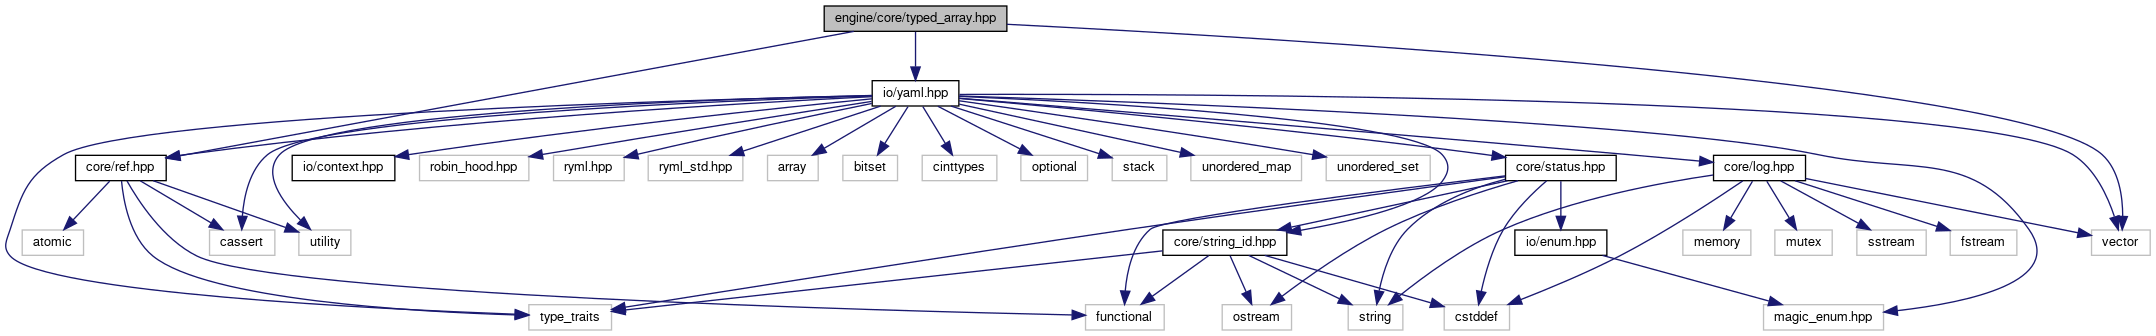 engine/core/typed_array.hpp
io/yaml.hpp
core/ref.hpp
io/context.hpp
robin_hood.hpp
ryml.hpp
ryml_std.hpp
array
bitset
cinttypes
optional
stack
unordered_map
unordered_set
core/status.hpp
core/log.hpp
atomic
cassert
utility
core/string_id.hpp
io/enum.hpp
memory
mutex
sstream
fstream
vector
type_traits
functional
ostream
string
cstddef
magic_enum.hpp